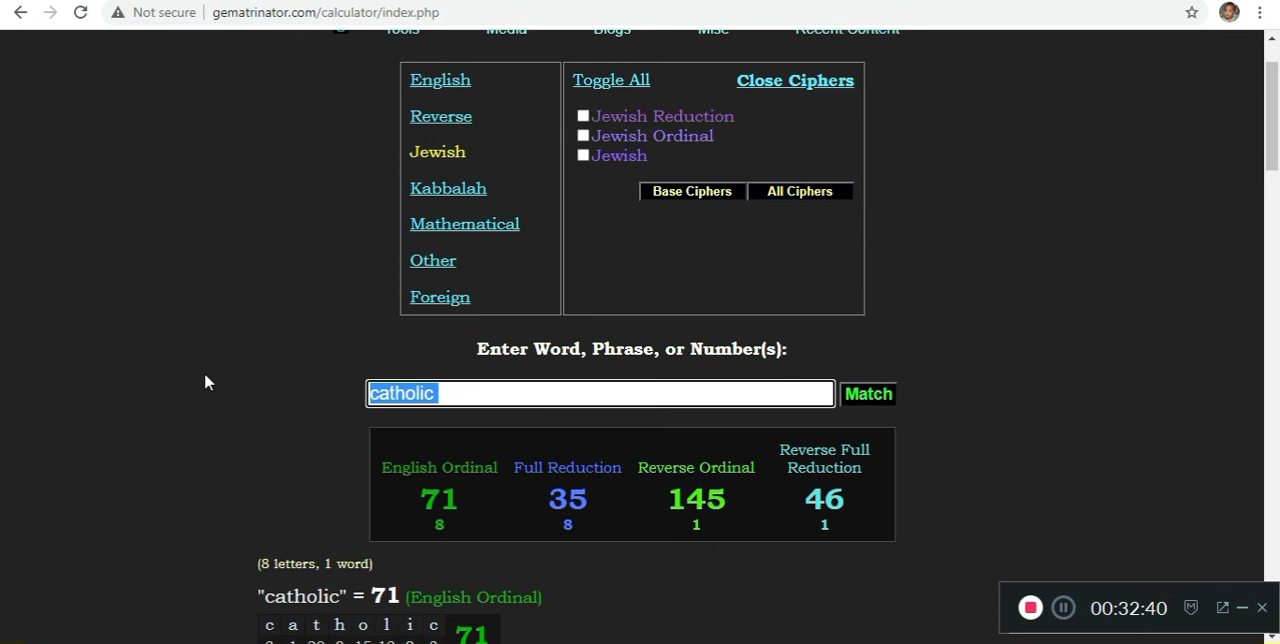 Not secure gematrinator.com/calculator/index.php
Tools Media Blogs Misc Recent Content
English
Reverse
Jewish
Kabbalah
Mathematical
Other
Foreign
Toggle All Close Ciphers
Jewish Reduction
Jewish Ordinal
Jewish
Base Ciphers All Ciphers
Enter Word, Phrase, or Number(s):
catholic Match
English Ordinal Full Reduction Reverse Ordinal Reverse Full Reduction
71 35 145 46
8 8 1 1
(8 letters, 1 word)
"catholic" = 71 (English Ordinal)
c a t h o l i c 71
00:32:40